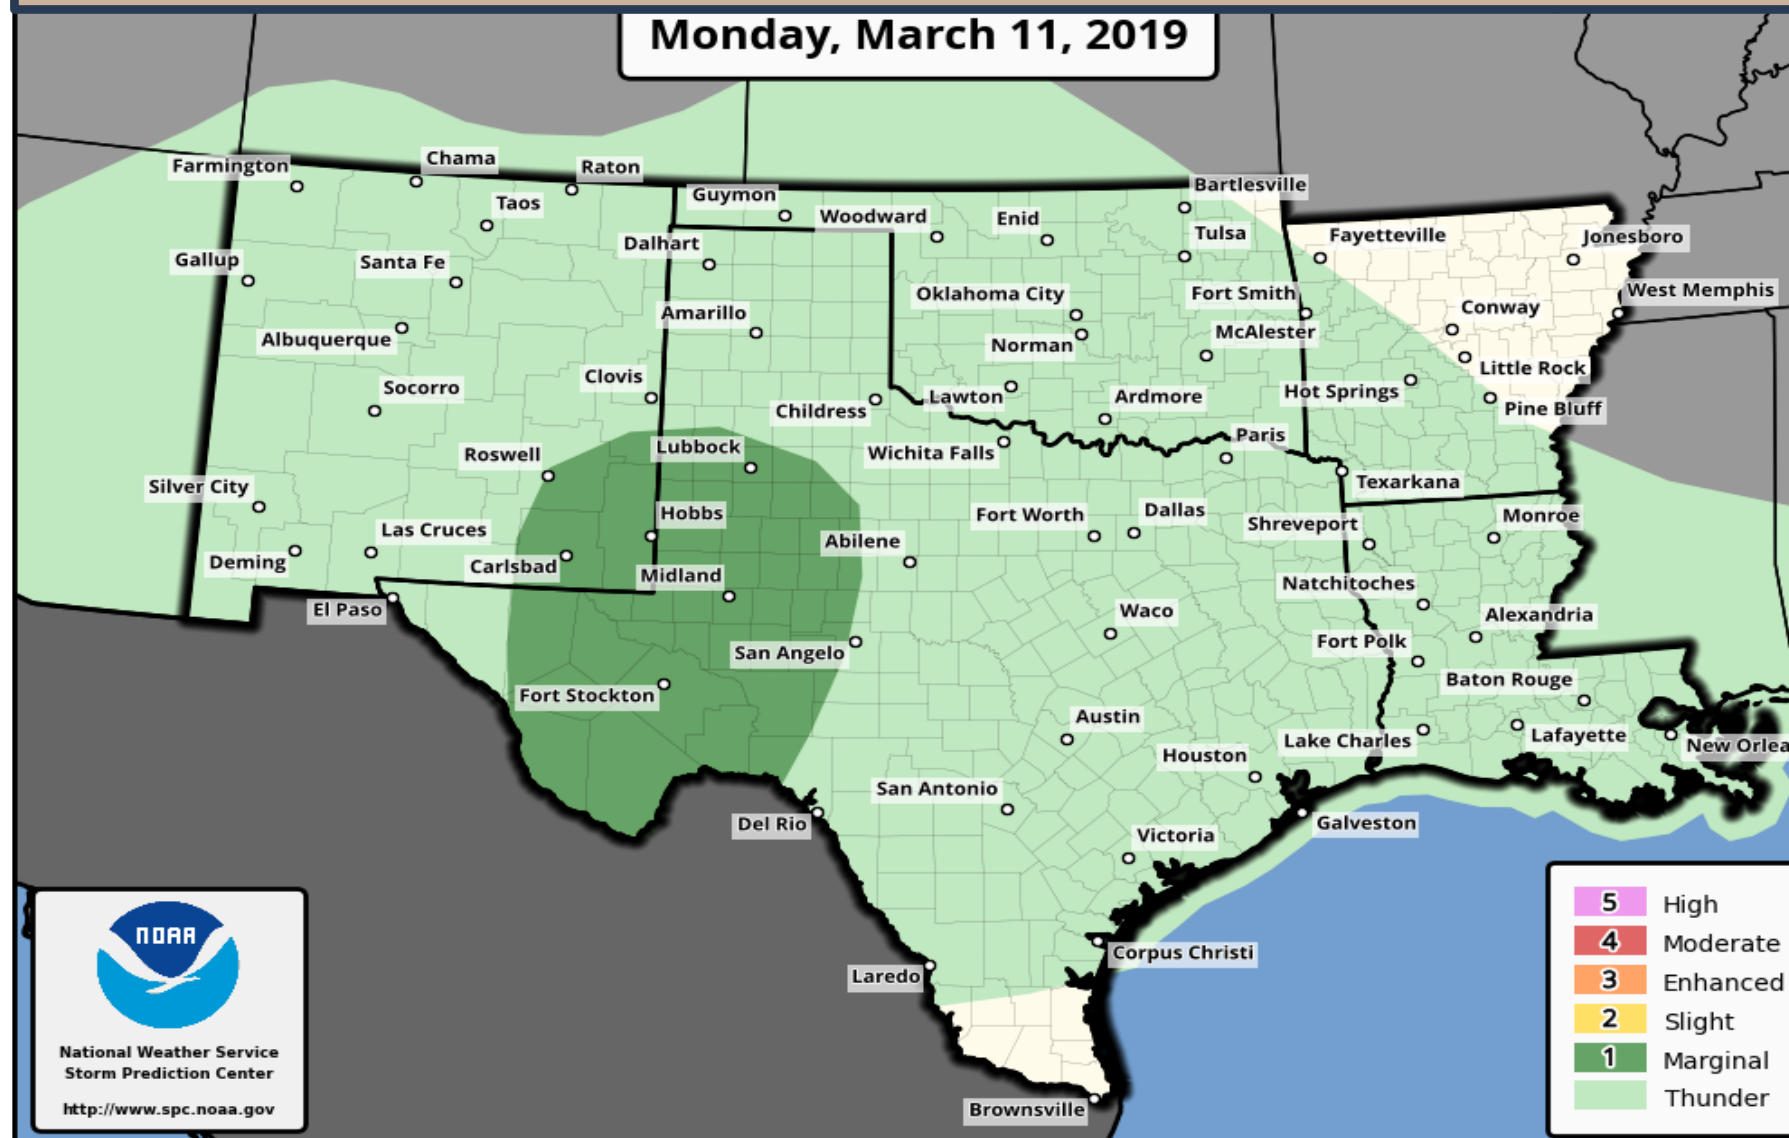 Monday, March 11, 2019
Farmington
Chama
Raton
Taos
Guymon
Woodward
Enid
Bartlesville
Tulsa
Fayetteville
Jonesboro
Gallup
Santa Fe
Dalhart
Oklahoma City
Fort Smith
West Memphis
Albuquerque
Amarillo
Norman
McAlester
Conway
Little Rock
Socorro
Clovis
Childress
Lawton
Ardmore
Hot Springs
Pine Bluff
Roswell
Lubbock
Wichita Falls
Paris
Texarkana
Silver City
Las Cruces
Hobbs
Fort Worth
Dallas
Shreveport
Monroe
Deming
Carlsbad
Midland
Abilene
Natchitoches
El Paso
Waco
Alexandria
San Angelo
Fort Polk
Fort Stockton
Baton Rouge
Austin
Lake Charles
Lafayette
New Orlea
Houston
San Antonio
Del Rio
Victoria
Galveston
Laredo
Corpus Christi
Brownsville
NOAA
National Weather Service
Storm Prediction Center
http://www.spc.noaa.gov
5 High
4 Moderate
3 Enhanced
2 Slight
1 Marginal
Thunder